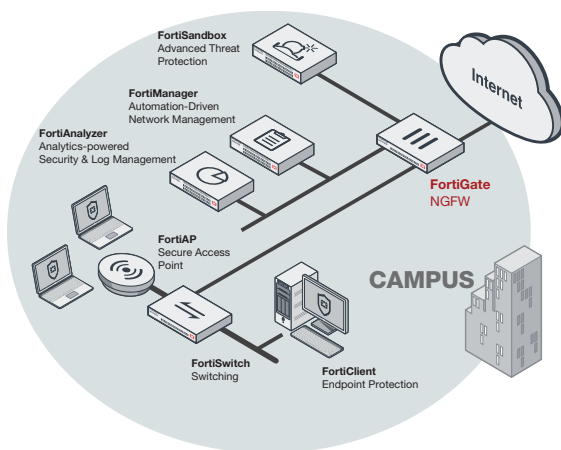 FortiSandbox
Advanced Threat
Protection
Internet
FortiManager
Automation-Driven
Network Management
FortiAnalyzer
Analytics-powered
Security & Log Management
FortiGate
NGFW
FortiAP
Secure Access
Point
CAMPUS
FortiSwitch
Switching
FortiClient
Endpoint Protection